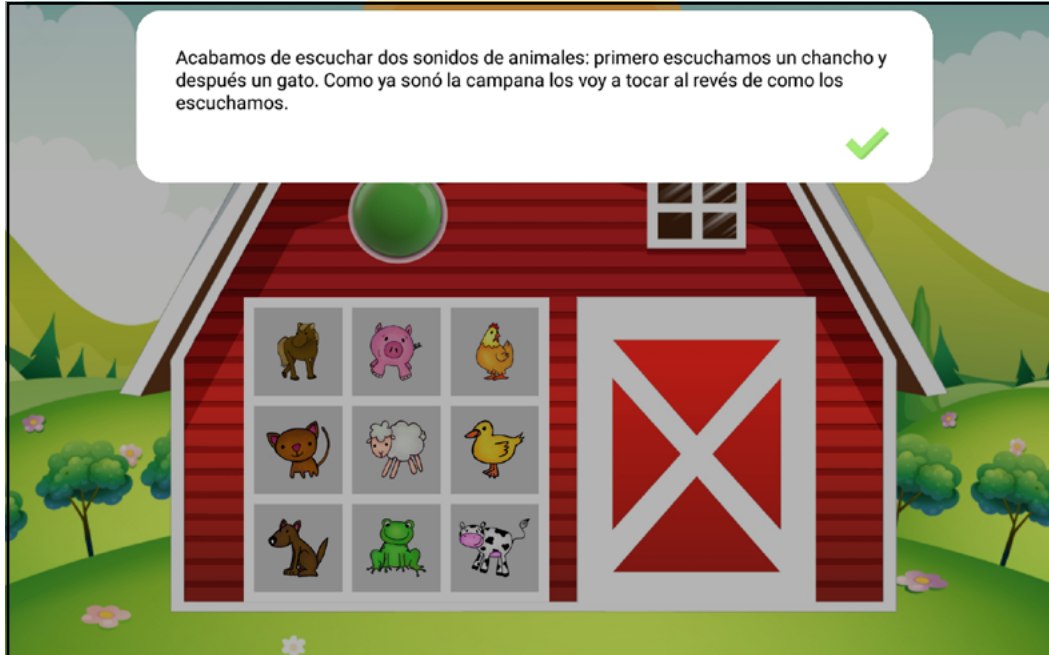 Acabamos de escuchar dos sonidos de animales: primero escuchamos un chancho y
después un gato. Como ya sonó la campana los voy a tocar al revés de como los
escuchamos.